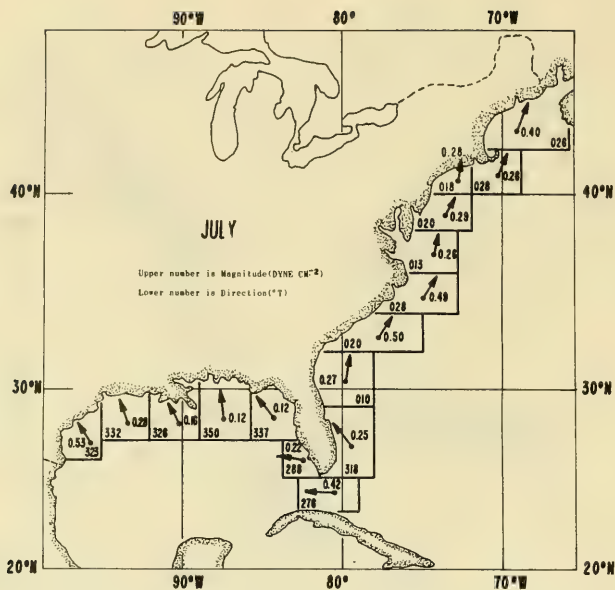 90°W 80° 70°W
0.40
026
0.28
0.26
40°N 018 028 40°N
0.29
JULY 020
0.26
Upper number is Magnitude(DYNE CM⁻²) 013
Lower number is Direction(°T) 0.49
028
0.50
020
30°N 0.27 30°N
010
0.53 0.28 0.16 0.12 0.12 0.25
323 332 326 350 337 0.22
288 318
0.42
276
20°N 20°N
90°W 80° 70°W